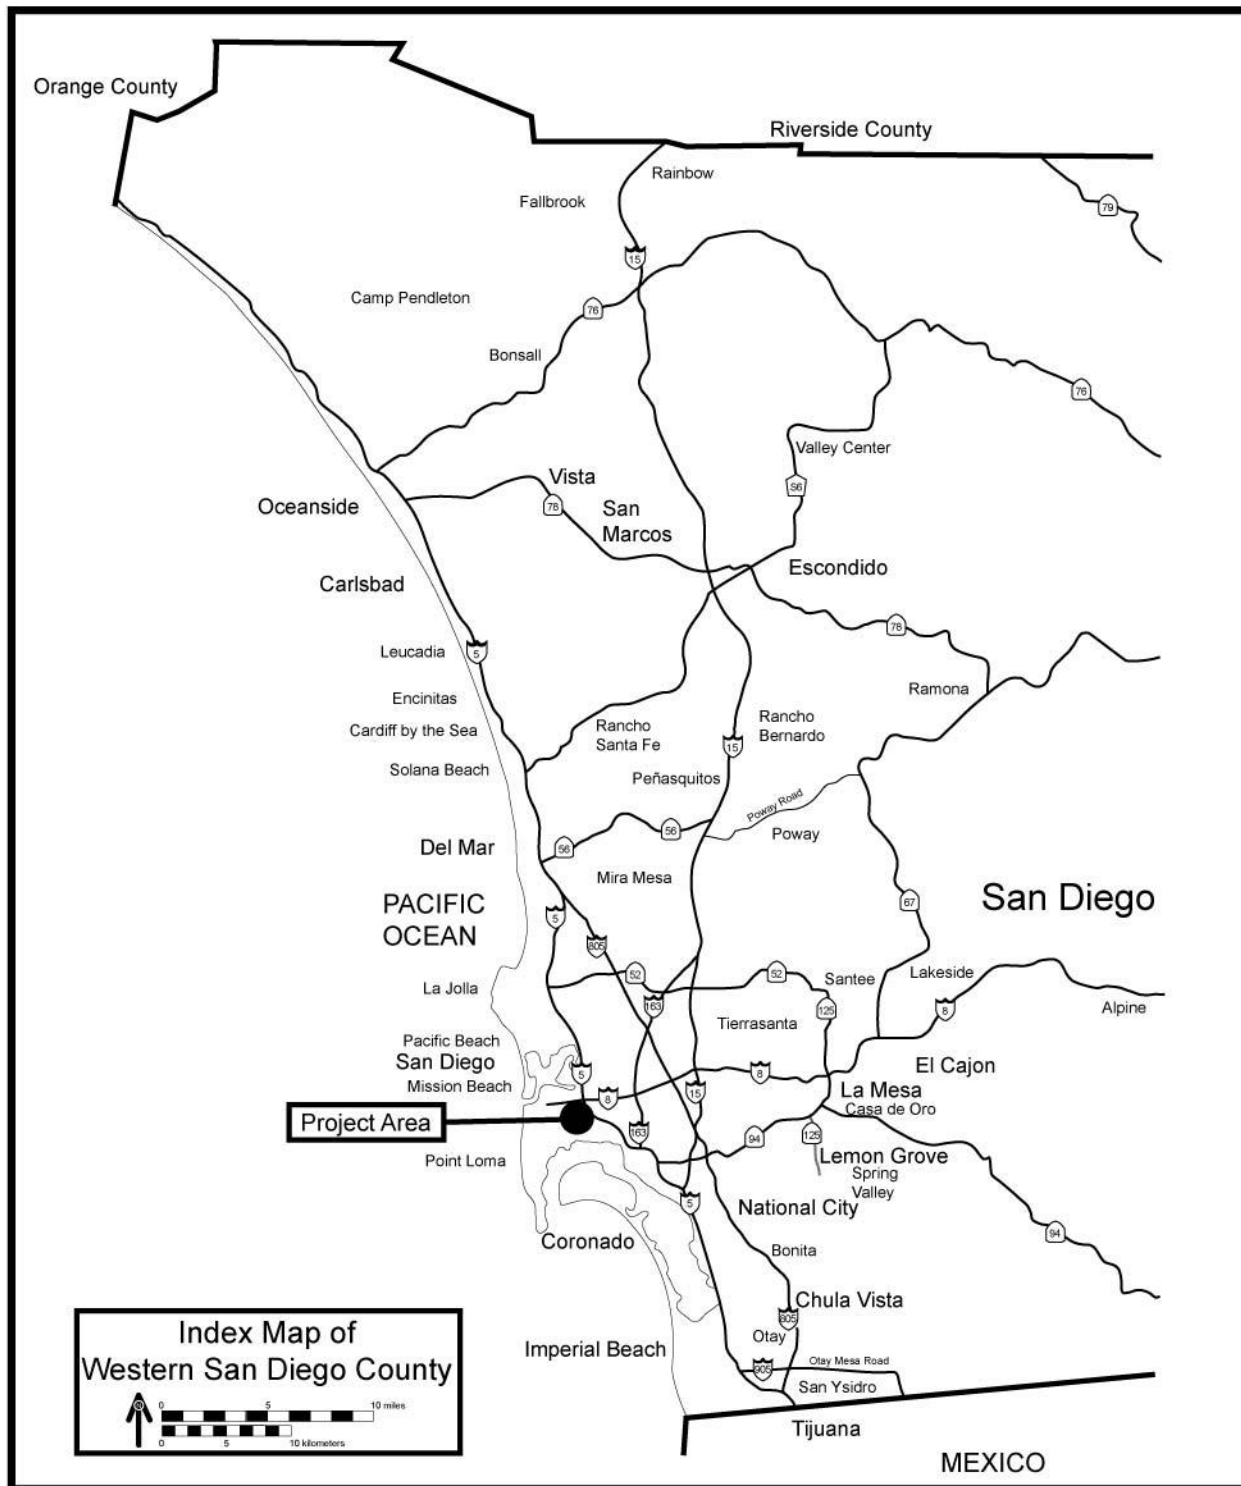 Orange County
Riverside County
Rainbow
Fallbrook
79
15
Camp Pendleton
76
Bonsall
76
Valley Center
Vista
S6
78
San
Marcos
Oceanside
Escondido
Carlsbad
78
Leucadia
5
Ramona
Encinitas
Rancho
Santa Fe
Rancho
Bernardo
Cardiff by the Sea
15
Solana Beach
Peñasquitos
Poway Road
56
Poway
Del Mar
56
Mira Mesa
San Diego
PACIFIC
OCEAN
67
5
805
52
52
Santee
Lakeside
La Jolla
163
125
8
Alpine
Tierrasanta
Pacific Beach
San Diego
El Cajon
5
8
Mission Beach
8
15
La Mesa
Casa de Oro
Project Area
163
94
125
Point Loma
Lemon Grove
Spring
Valley
5
National City
94
Coronado
Bonita
Chula Vista
805
Otay
Imperial Beach
905
Otay Mesa Road
San Ysidro
Tijuana
MEXICO
Index Map of
Western San Diego County
N
0 5 10 miles
0 5 10 kilometers